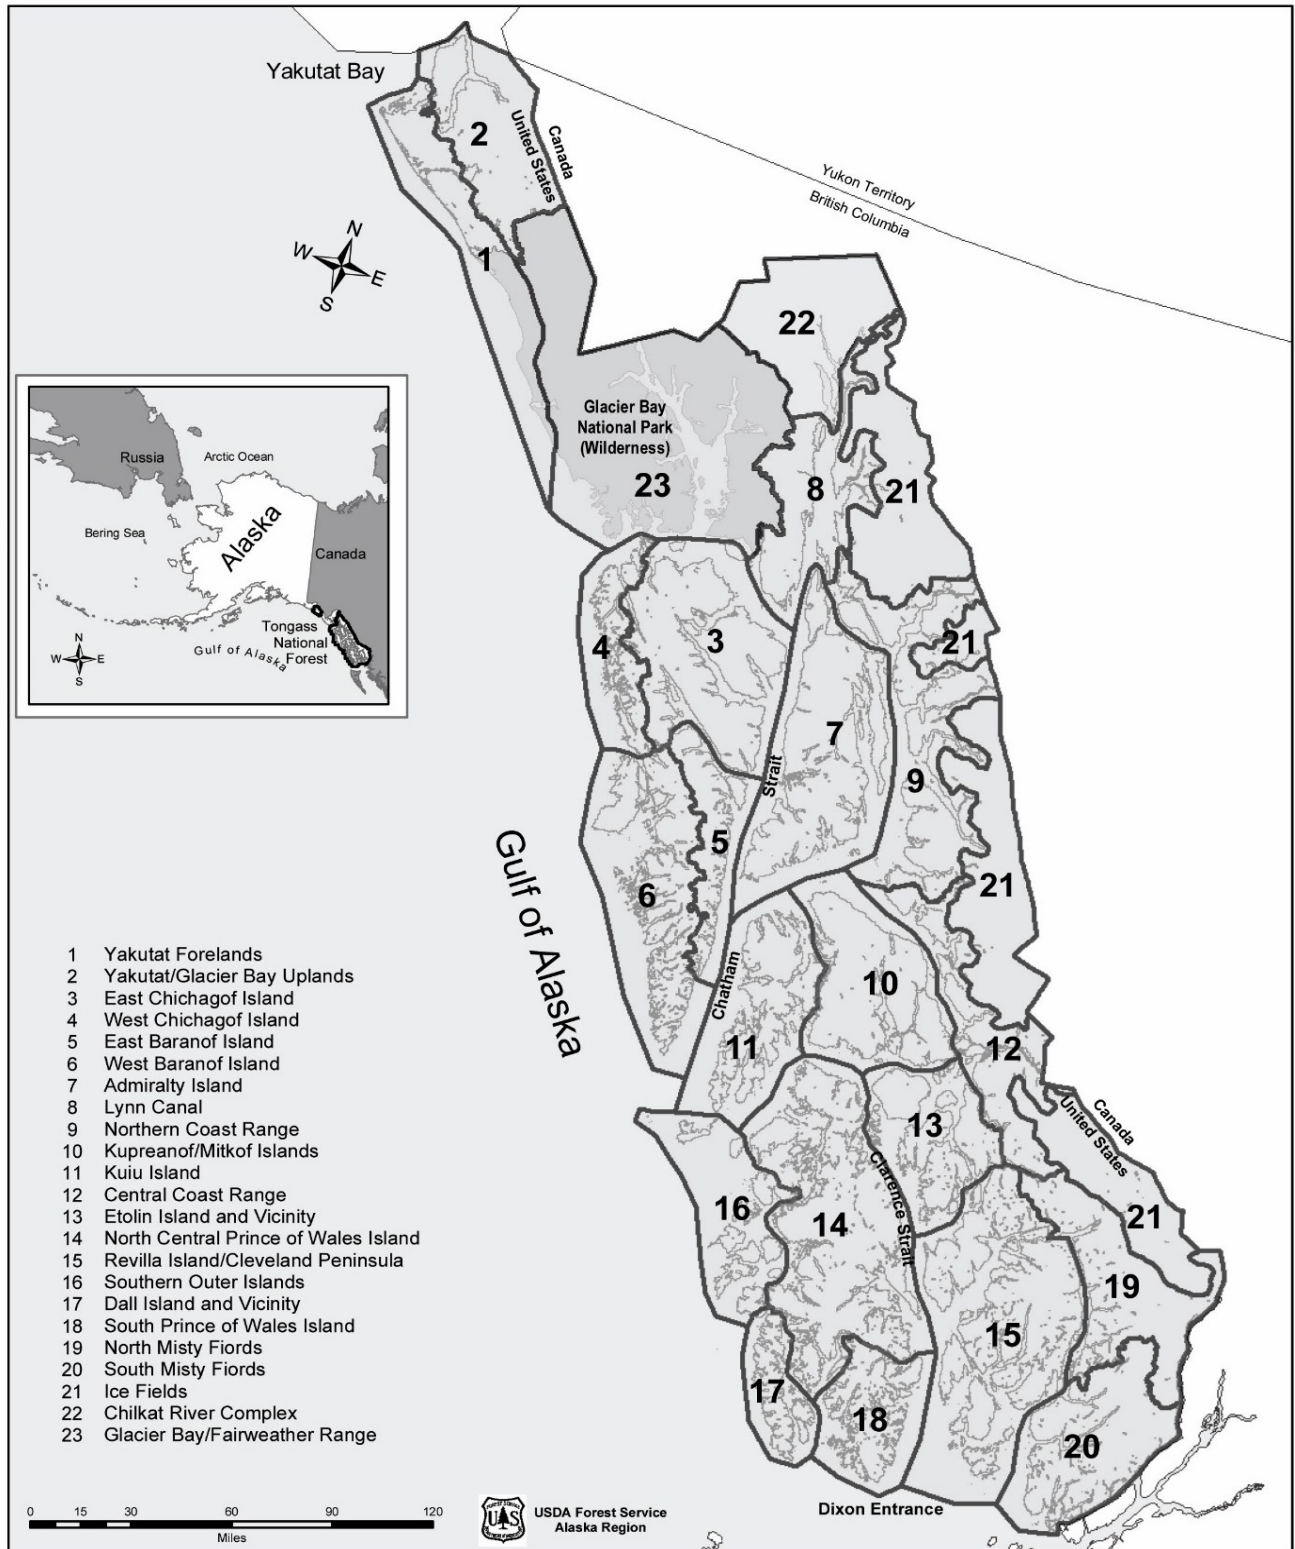 Yakutat Bay
2
Canada
United States
Yukon Territory
British Columbia
N
W
E
S
1
22
Glacier Bay
National Park
(Wilderness)
23
8
21
Russia
Arctic Ocean
Bering Sea
Alaska
Canada
Tongass
National
Forest
Gulf of Alaska
N
W
E
S
4
3
21
7
Strait
9
5
6
21
Gulf of Alaska
Chatham
10
11
12
13
Canada
United States
Clarence Strait
16
14
21
19
15
17
18
20
Dixon Entrance
1 Yakutat Forelands
2 Yakutat/Glacier Bay Uplands
3 East Chichagof Island
4 West Chichagof Island
5 East Baranof Island
6 West Baranof Island
7 Admiralty Island
8 Lynn Canal
9 Northern Coast Range
10 Kupreanof/Mitkof Islands
11 Kuiu Island
12 Central Coast Range
13 Etolin Island and Vicinity
14 North Central Prince of Wales Island
15 Revilla Island/Cleveland Peninsula
16 Southern Outer Islands
17 Dall Island and Vicinity
18 South Prince of Wales Island
19 North Misty Fiords
20 South Misty Fiords
21 Ice Fields
22 Chilkat River Complex
23 Glacier Bay/Fairweather Range
0 15 30 60 90 120
Miles
FOREST SERVICE
U S
USDA Forest Service
Alaska Region